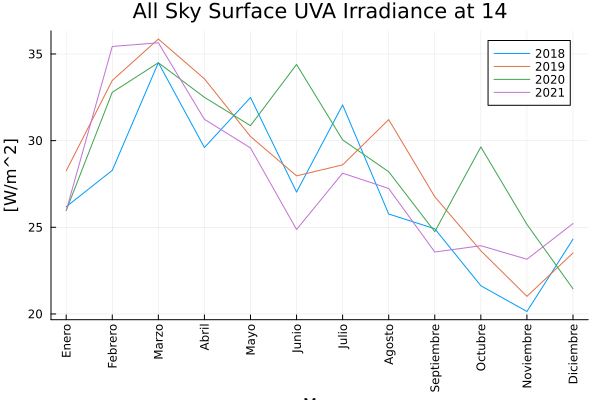 All Sky Surface UVA Irradiance at 14
[W/m^2]
35
30
25
20
2018
2019
2020
2021
Enero
Febrero
Marzo
Abril
Mayo
Junio
Julio
Agosto
Septiembre
Octubre
Noviembre
Diciembre